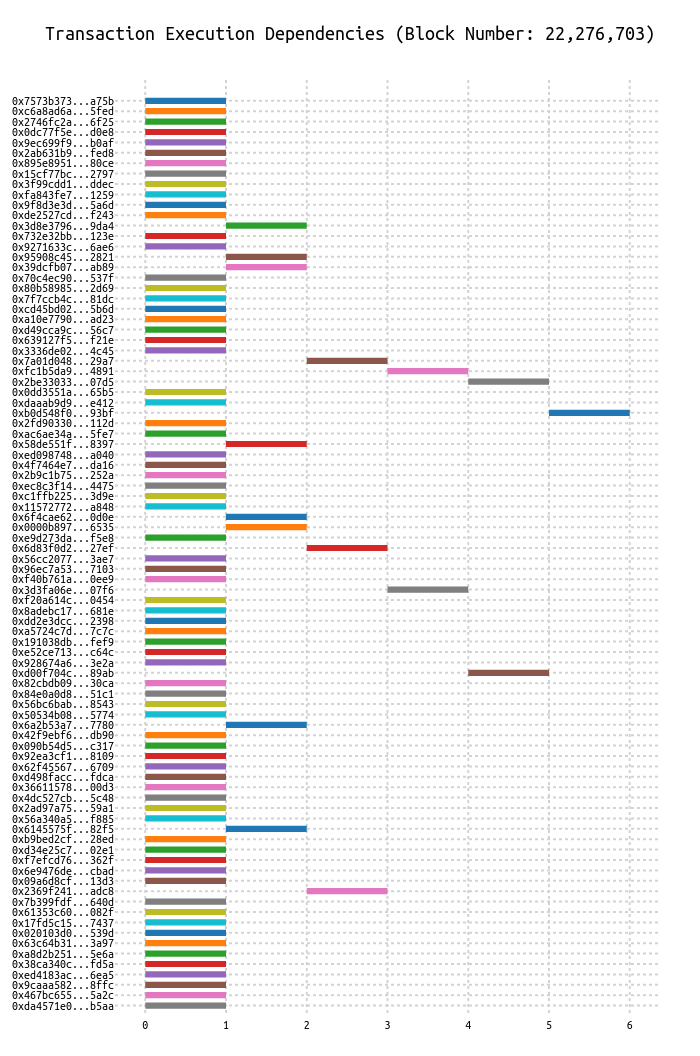 Transaction Execution Dependencies (Block Number: 22,276,703)
0x7573b373...a75b
0xc6a8ad6a...5fed
0x2746fc2a...6f25
0x0dc77f5e...d0e8
0x9ec699f9...b0af
0x2ab631b9...fed8
0x895e8951...80ce
0x15cf77bc...2797
0x3f99cdd1...ddec
0xfa843fe7...1259
0x9f8d3e3d...5a6d
0xde2527cd...f243
0x3d8e3796...9da4
0x732e32bb...123e
0x9271633c...6ae6
0x95908c45...2821
0x39dcfb07...ab89
0x70c4ec90...537f
0x80b58985...2d69
0x7f7ccb4c...81dc
0xcd45bd02...5b6d
0xa10e7790...ad23
0xd49cca9c...56c7
0x639127f5...f21e
0x3336de02...4c45
0x7a01d048...29a7
0xfc1b5da9...4891
0x2be33033...07d5
0x0dd3551a...65b5
0xdaaab9d9...e412
0xb0d548f0...93bf
0x2fd90330...112d
0xac6ae34a...5fe7
0x58de551f...8397
0xed098748...a040
0x4f7464e7...da16
0x2b9c1b75...252a
0xec8c3f14...4475
0xc1ffb225...3d9e
0x11572772...a848
0x6f4cae62...0d0e
0x0000b897...6535
0xe9d273da...f5e8
0x6d83f0d2...27ef
0x56cc2077...3ae7
0x96ec7a53...7103
0xf40b761a...0ee9
0x3d3fa06e...07f6
0xf20a614c...0454
0x8adebc17...681e
0xdd2e3dcc...2398
0xa5724c7d...7c7c
0x191038db...fef9
0xe52ce713...c64c
0x928674a6...3e2a
0xd00f704c...89ab
0x82cbdb09...30ca
0x84e0a0d8...51c1
0x56bc6bab...8543
0x50534b08...5774
0x6a2b53a7...7780
0x42f9ebf6...db90
0x090b54d5...c317
0x92ea3cf1...8109
0x62f45567...6709
0xd498facc...fdca
0x36611578...00d3
0x4dc527cb...5c48
0x2ad97a75...59a1
0x56a340a5...f885
0x6145575f...82f5
0xb9bed2cf...28ed
0xd34e25c7...02e1
0xf7efcd76...362f
0x6e9476de...cbad
0x09a6d8cf...13d3
0x2369f241...adc8
0x7b399fdf...640d
0x61353c60...082f
0x17fd5c15...7437
0x020103d0...539d
0x63c64b31...3a97
0xa8d2b251...5e6a
0x38ca340c...fd5a
0xed4183ac...6ea5
0x9caaa582...8ffc
0x467bc655...5a2c
0xda4571e0...b5aa
0 1 2 3 4 5 6